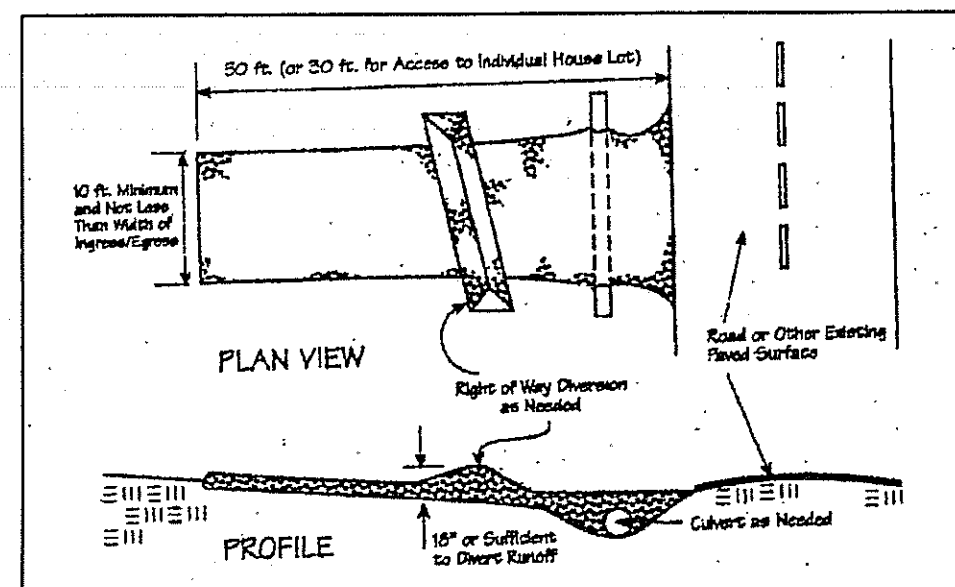 50 ft. (or 30 ft. for Access to Individual House Lot)
10 ft. Minimum
and Not Less
Than Width of
Ingress/Egress
PLAN VIEW
Right of Way Diversion
as Needed
Road or Other Existing
Paved Surface
18" or Sufficient
to Divert Runoff
Culvert as Needed
PROFILE